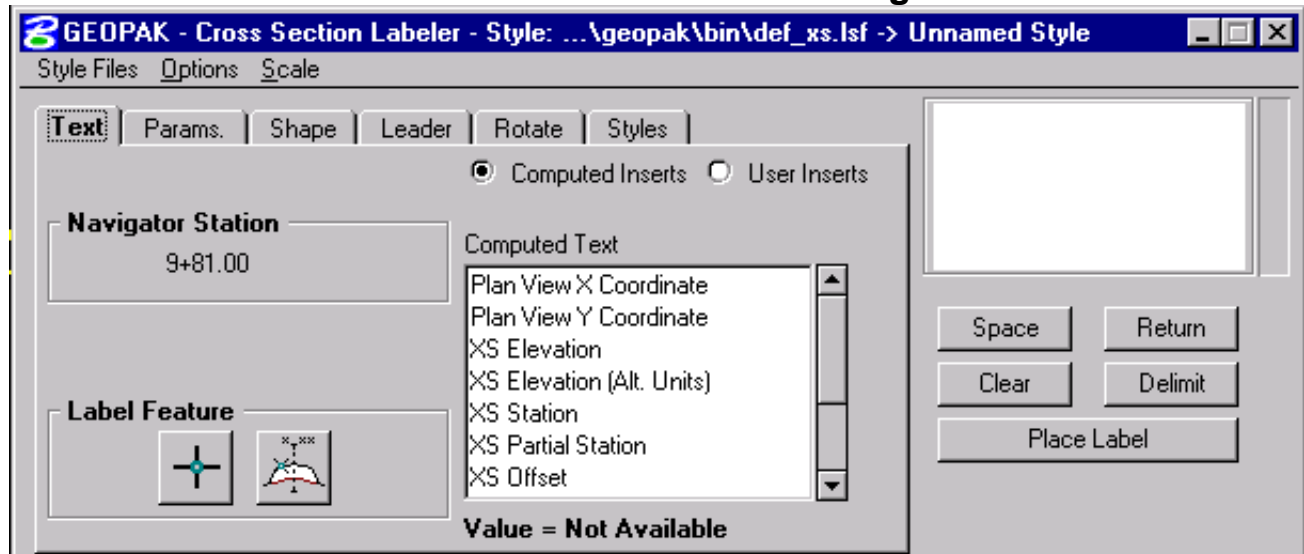 GEOPAK - Cross Section Labeler - Style: ...\geopak\bin\def_xs.lsf -> Unnamed Style
Style Files Options Scale
Text Params. Shape Leader Rotate Styles
Computed Inserts User Inserts
Navigator Station
9+81.00
Computed Text
Plan View X Coordinate
Plan View Y Coordinate
XS Elevation
XS Elevation (Alt. Units)
XS Station
XS Partial Station
XS Offset
Label Feature
x,xx
Value = Not Available
Space Return
Clear Delimit
Place Label